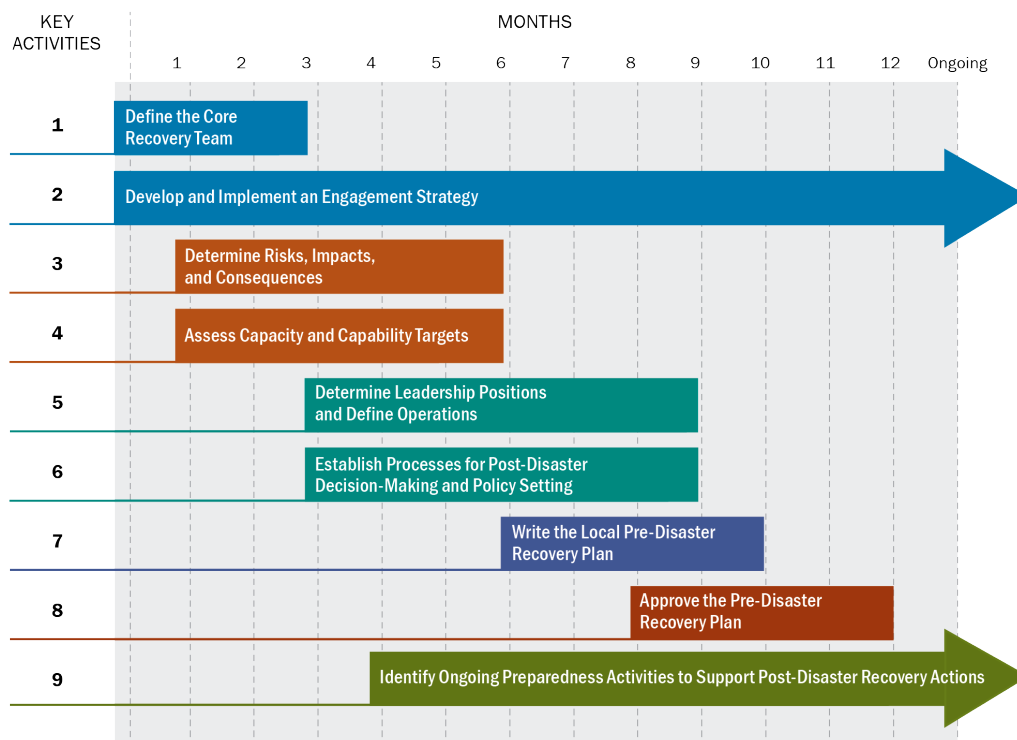 KEY
ACTIVITIES
MONTHS
1 2 3 4 5 6 7 8 9 10 11 12 Ongoing
1
Define the Core
Recovery Team
2
Develop and Implement an Engagement Strategy
3
Determine Risks, Impacts,
and Consequences
4
Assess Capacity and Capability Targets
5
Determine Leadership Positions
and Define Operations
6
Establish Processes for Post-Disaster
Decision-Making and Policy Setting
7
Write the Local Pre-Disaster
Recovery Plan
8
Approve the Pre-Disaster
Recovery Plan
9
Identify Ongoing Preparedness Activities to Support Post-Disaster Recovery Actions